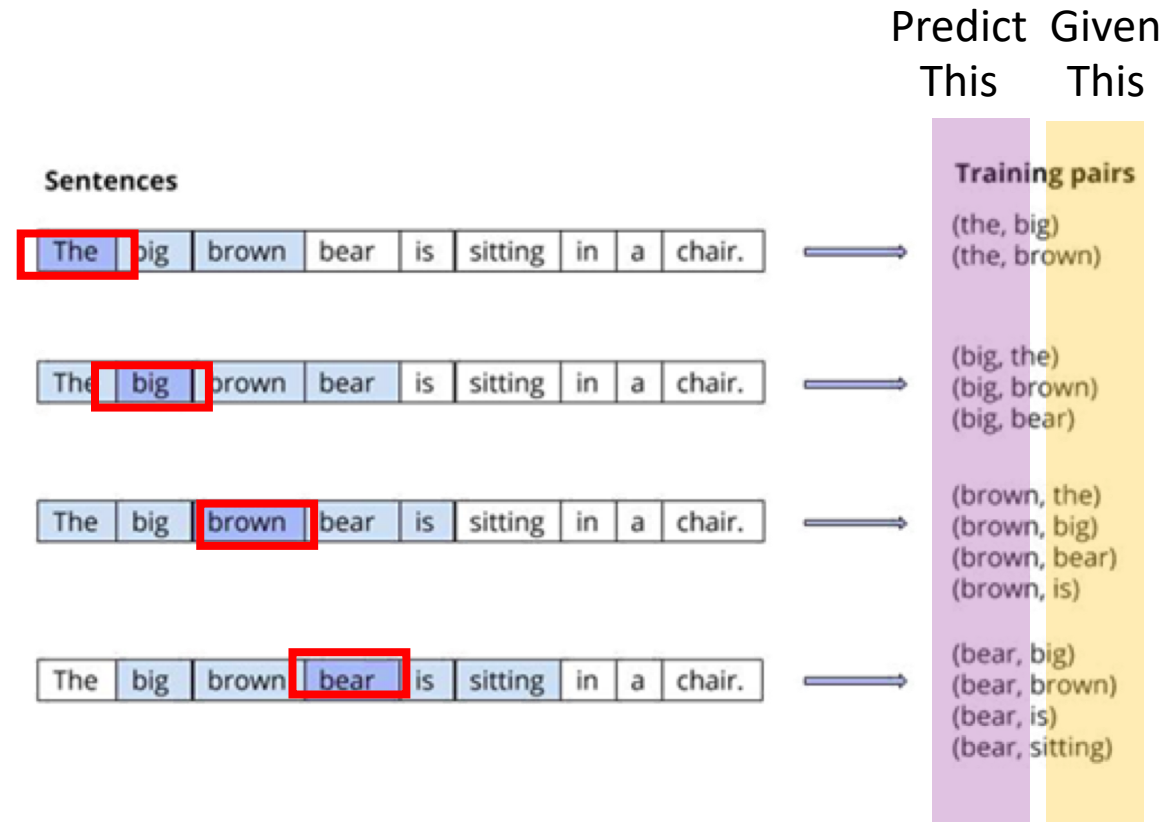 Predict Given
This This
Sentences
Training pairs
The big brown bear is sitting in a chair.
(the, big)
(the, brown)
The big brown bear is sitting in a chair.
(big, the)
(big, brown)
(big, bear)
The big brown bear is sitting in a chair.
(brown, the)
(brown, big)
(brown, bear)
(brown, is)
The big brown bear is sitting in a chair.
(bear, big)
(bear, brown)
(bear, is)
(bear, sitting)